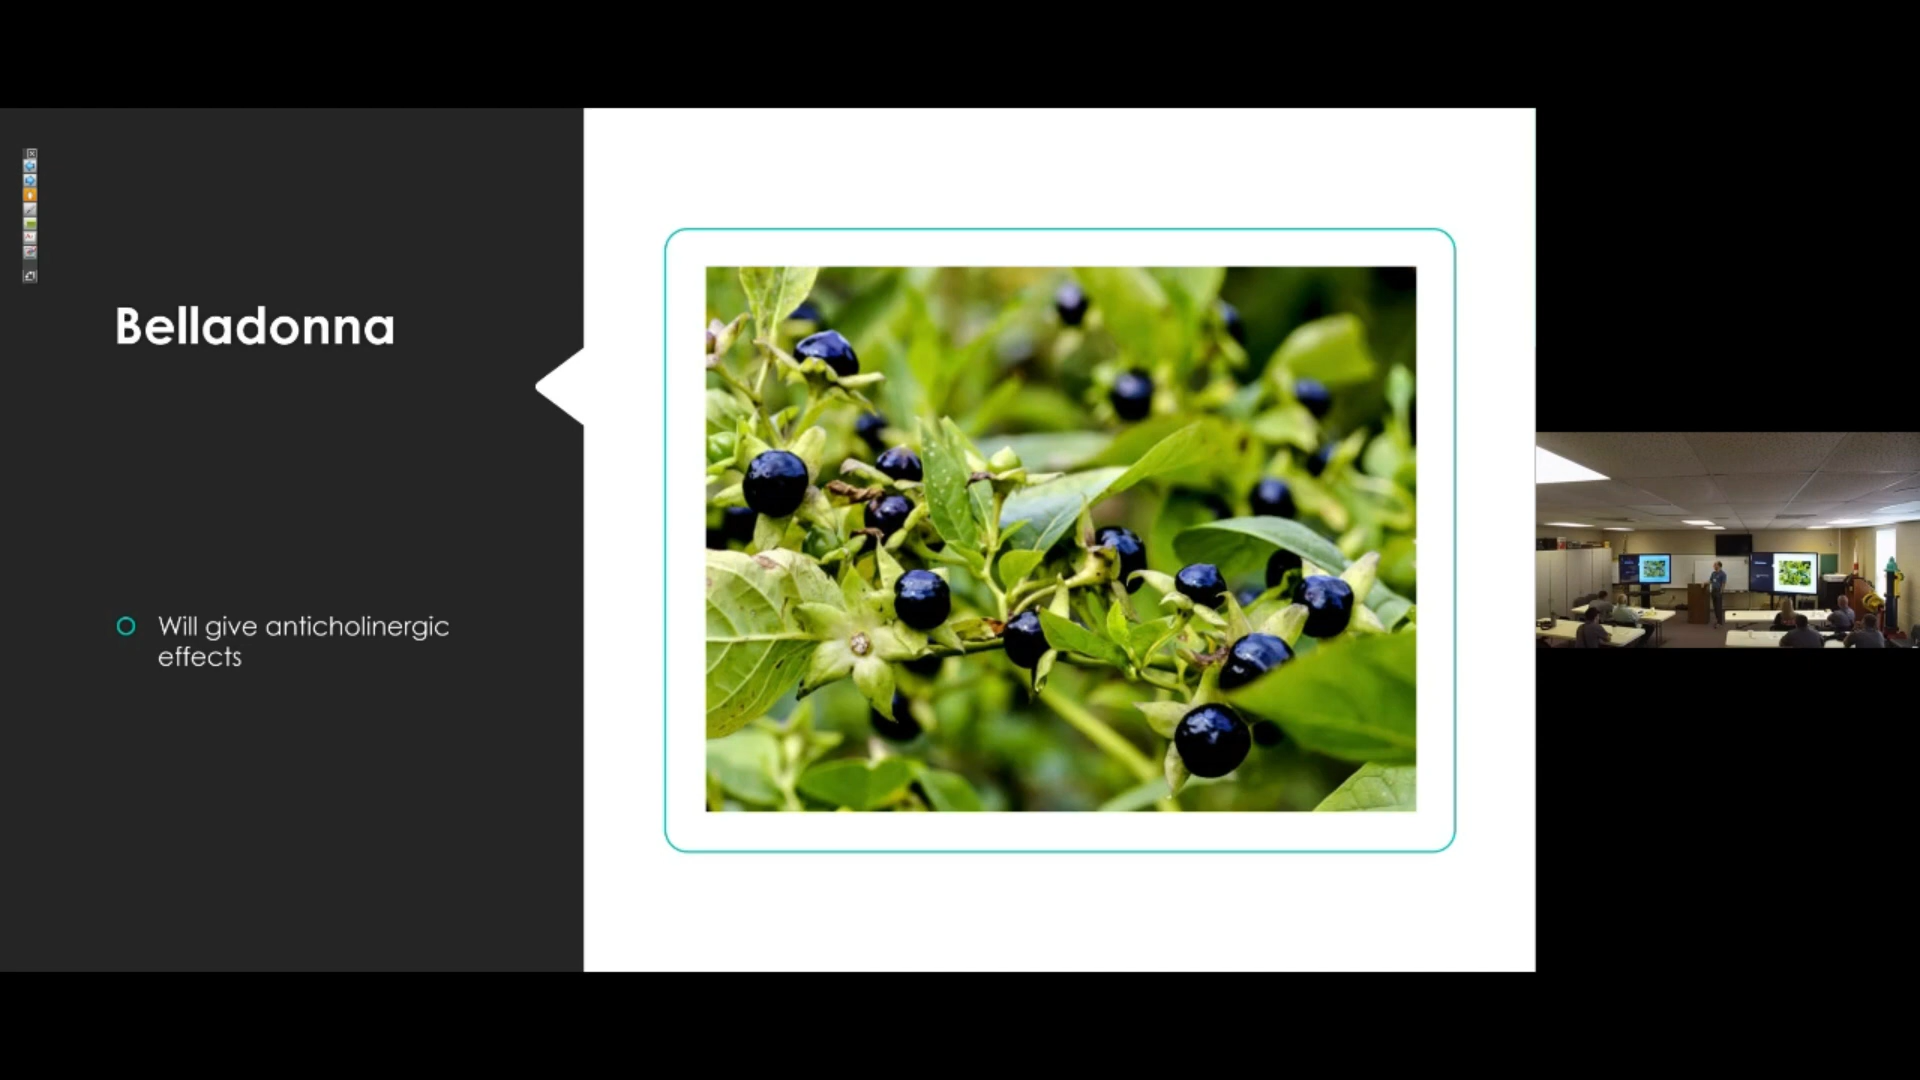 Belladonna
Will give anticholinergic
effects